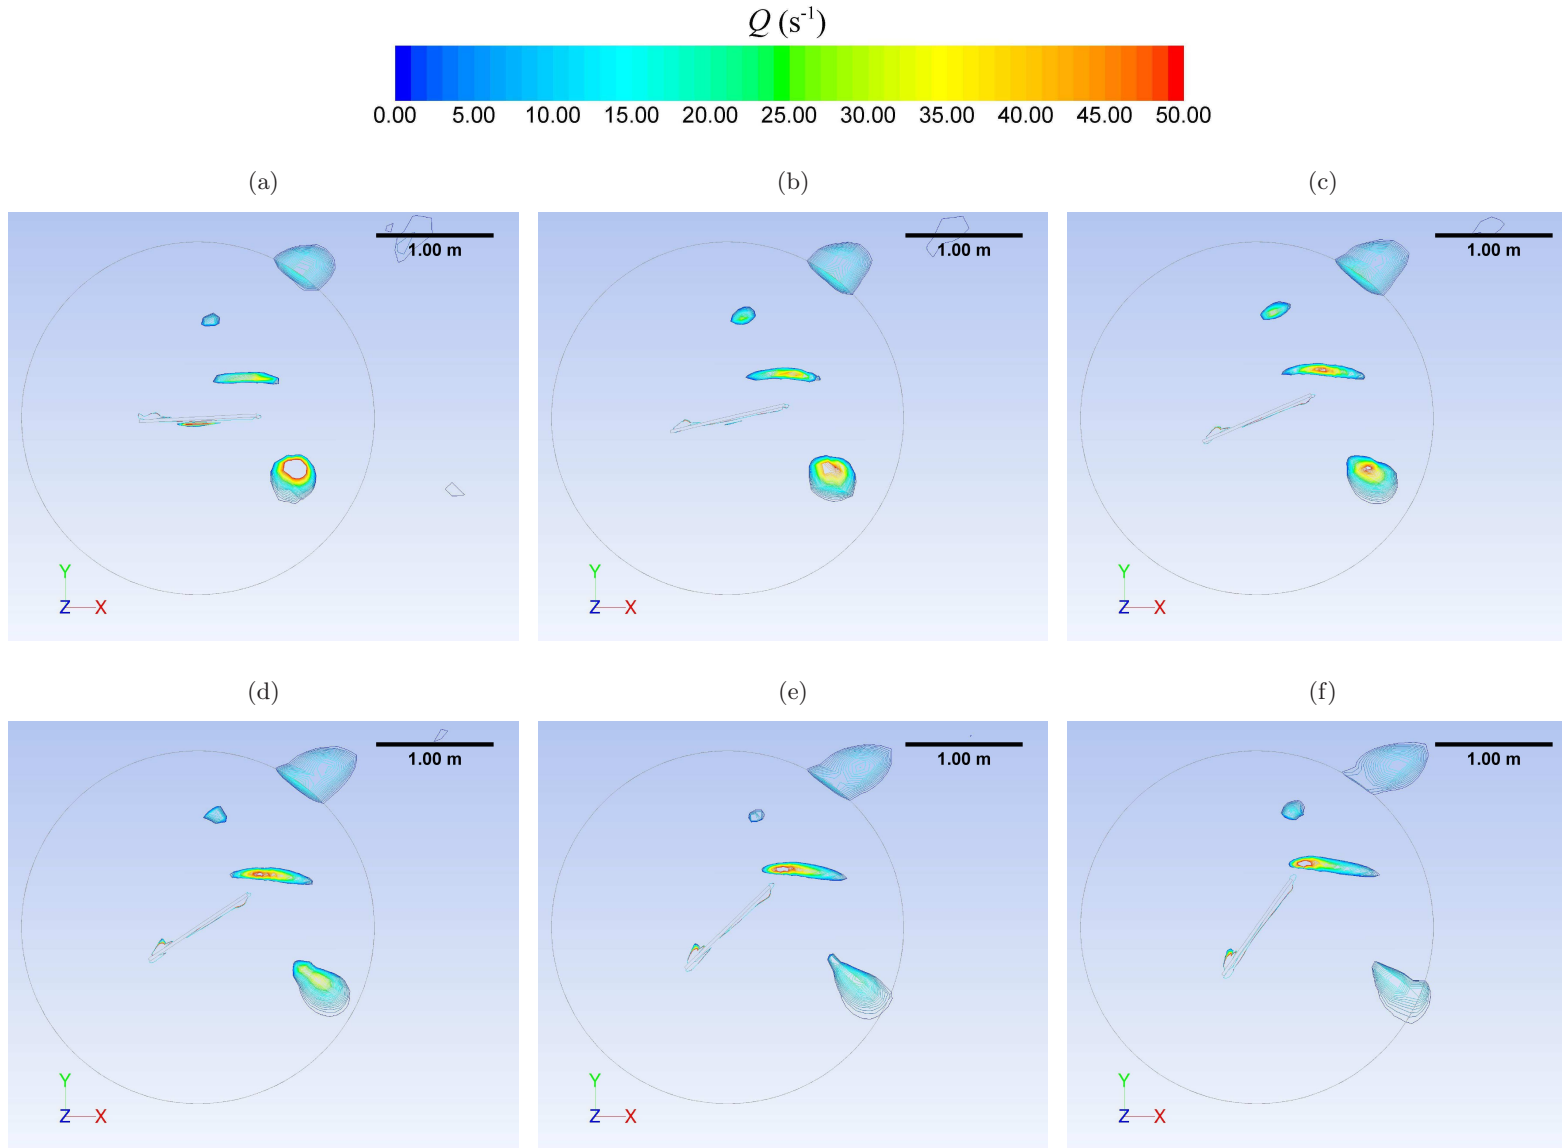 Q (s-1)
0.00 5.00 10.00 15.00 20.00 25.00 30.00 35.00 40.00 45.00 50.00
(a) (b) (c)
1.00 m 1.00 m 1.00 m
Y Y Y
Z X Z X Z X
(d) (e) (f)
1.00 m 1.00 m 1.00 m
Y Y Y
Z X Z X Z X